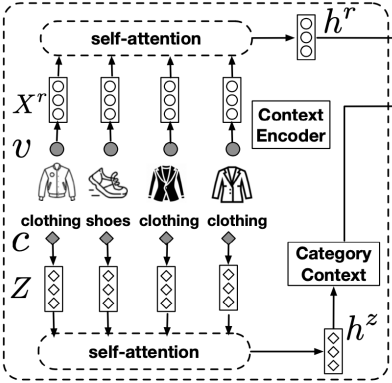 self-attention
h^r
X^r
Context
Encoder
v
clothing shoes clothing clothing
c
Category
Context
Z
h^z
self-attention